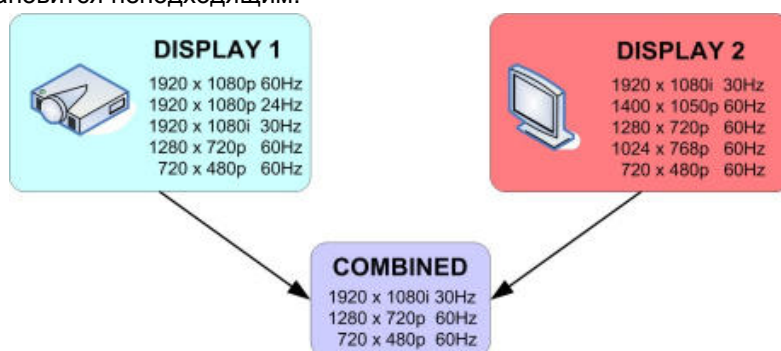 неподходящим.
DISPLAY 1
1920 x 1080p 60Hz
1920 x 1080p 24Hz
1920 x 1080i 30Hz
1280 x 720p 60Hz
720 x 480p 60Hz
DISPLAY 2
1920 x 1080i 30Hz
1400 x 1050p 60Hz
1280 x 720p 60Hz
1024 x 768p 60Hz
720 x 480p 60Hz
COMBINED
1920 x 1080i 30Hz
1280 x 720p 60Hz
720 x 480p 60Hz